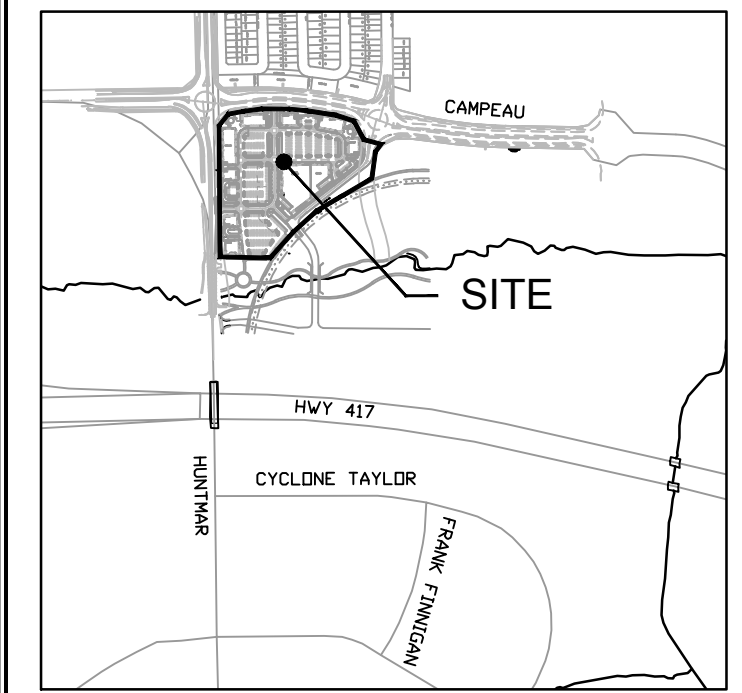 CAMPEAU
SITE
HWY 417
HUNTMAR
CYCLONE TAYLOR
FRANK FINNIGAN